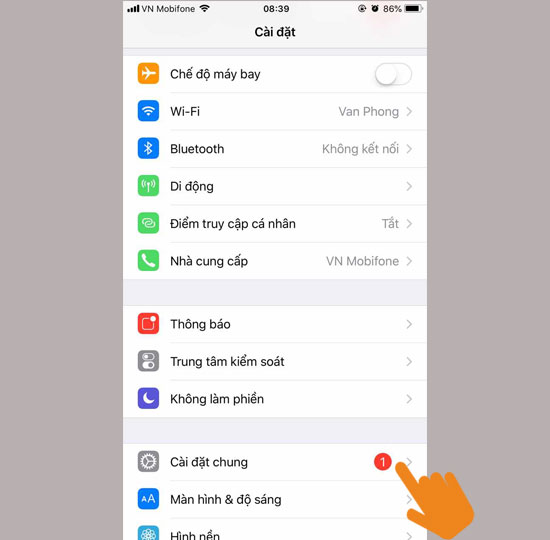 VN Mobifone 08:39 86%
Cài đặt
Chế độ máy bay
Wi-Fi Van Phong
Bluetooth Không kết nối
Di động
Điểm truy cập cá nhân Tắt
Nhà cung cấp VN Mobifone
Thông báo
Trung tâm kiểm soát
Không làm phiền
Cài đặt chung 1
AA Màn hình & độ sáng
Hình nền